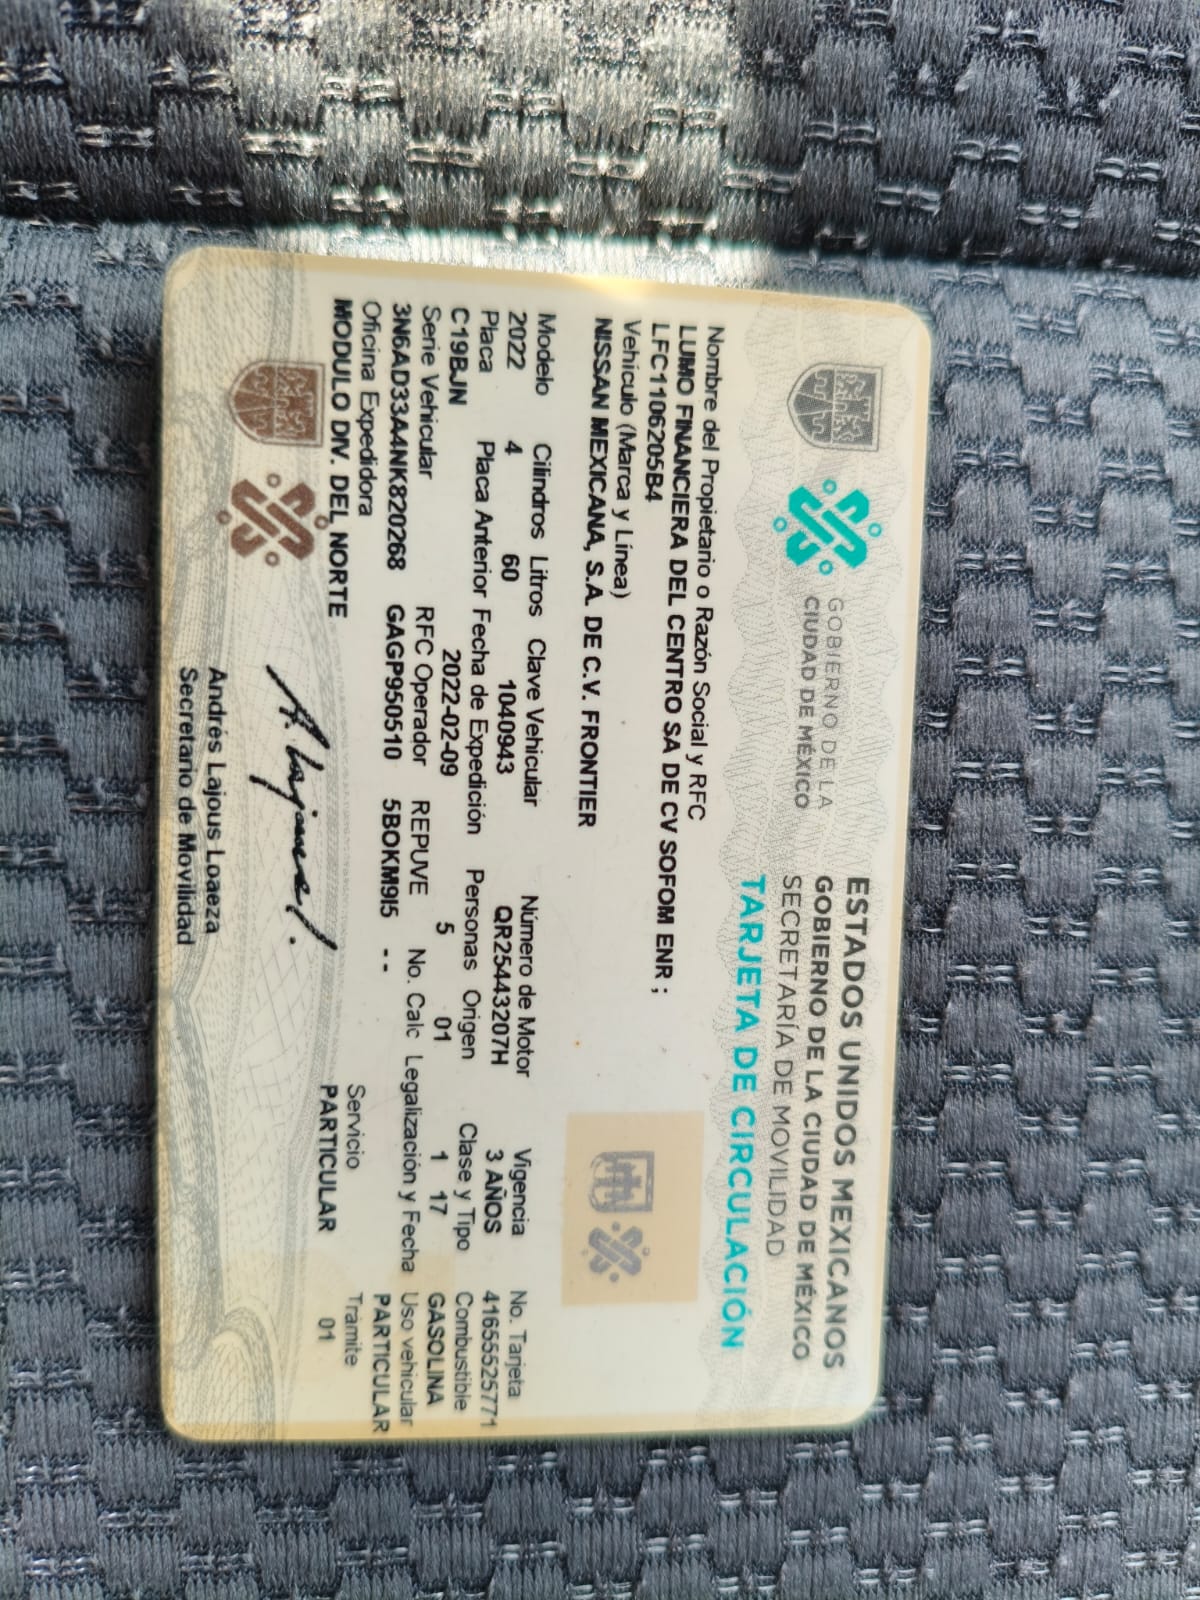 GOBIERNO DE LA
CIUDAD DE MÉXICO
ESTADOS UNIDOS MEXICANOS
GOBIERNO DE LA CIUDAD DE MÉXICO
SECRETARÍA DE MOVILIDAD
TARJETA DE CIRCULACIÓN
Nombre del Propietario o Razón Social y RFC
LUMO FINANCIERA DEL CENTRO SA DE CV SOFOM ENR ;
LFC1106205B4
Vehículo (Marca y Línea)
NISSAN MEXICANA, S.A. DE C.V. FRONTIER
Modelo Cilindros Litros Clave Vehicular Número de Motor Vigencia No. Tarjeta
2022 4 60 1040943 QR25443207H 3 AÑOS 41655525771
Placa Placa Anterior Fecha de Expedición Personas Origen Clase y Tipo Combustible
C19BJN 2022-02-09 5 01 1 17 GASOLINA
Serie Vehicular RFC Operador REPUVE No. Calc Legalización y Fecha Uso vehicular
3N6AD33A4NK820268 GAGP950510 5BOKM9I5 - - PARTICULAR
Oficina Expedidora Servicio Trámite
MODULO DIV. DEL NORTE PARTICULAR 01
A. Lajous L.
Andrés Lajous Loaeza
Secretario de Movilidad